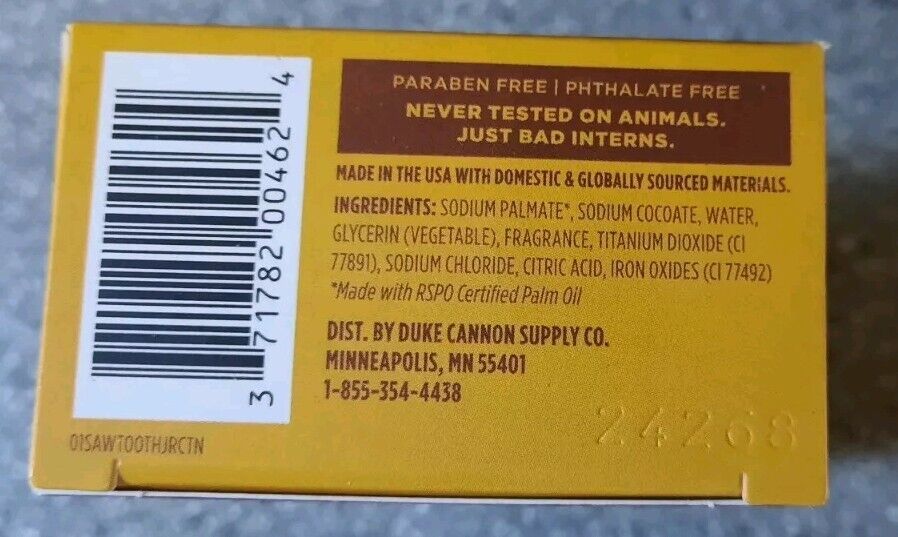 PARABEN FREE | PHTHALATE FREE
NEVER TESTED ON ANIMALS.
JUST BAD INTERNS.
MADE IN THE USA WITH DOMESTIC & GLOBALLY SOURCED MATERIALS.
INGREDIENTS: SODIUM PALMATE*, SODIUM COCOATE, WATER,
GLYCERIN (VEGETABLE), FRAGRANCE, TITANIUM DIOXIDE (CI
77891), SODIUM CHLORIDE, CITRIC ACID, IRON OXIDES (CI 77492)
*Made with RSPO Certified Palm Oil
DIST. BY DUKE CANNON SUPPLY CO.
MINNEAPOLIS, MN 55401
1-855-354-4438
24268
3 71782 00462 4
01SAWTOOTHJRCTN